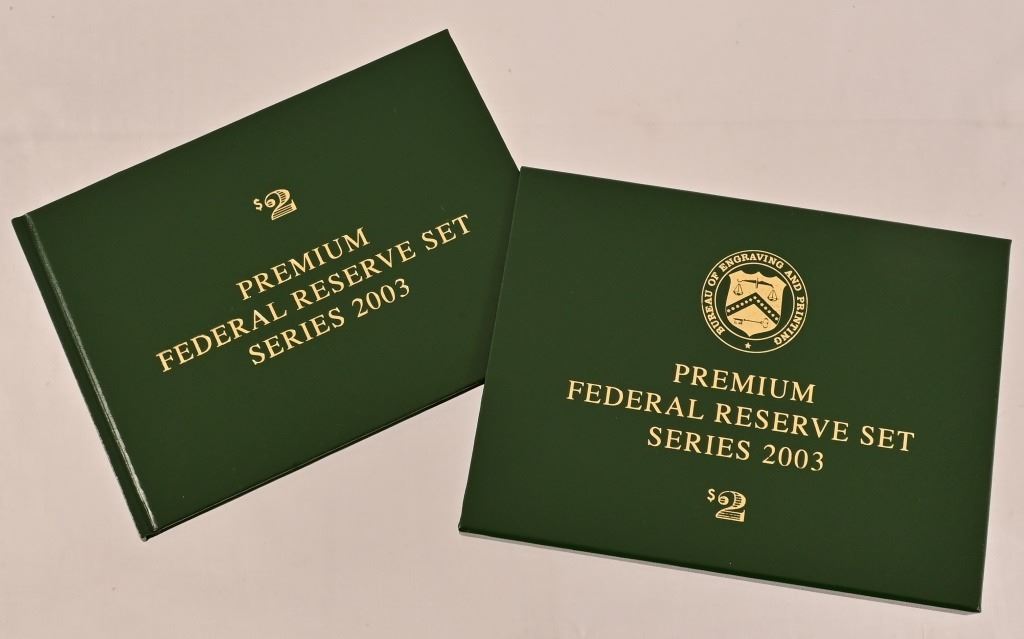 $2
PREMIUM
FEDERAL RESERVE SET
SERIES 2003
BUREAU OF ENGRAVING AND PRINTING
PREMIUM
FEDERAL RESERVE SET
SERIES 2003
$2